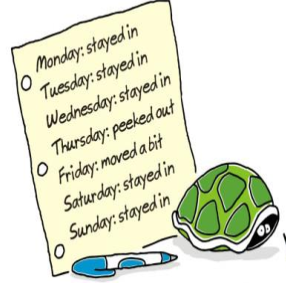 Monday: stayed in
Tuesday: stayed in
Wednesday: stayed in
Thursday: peeked out
Friday: moved a bit
Saturday: stayed in
Sunday: stayed in